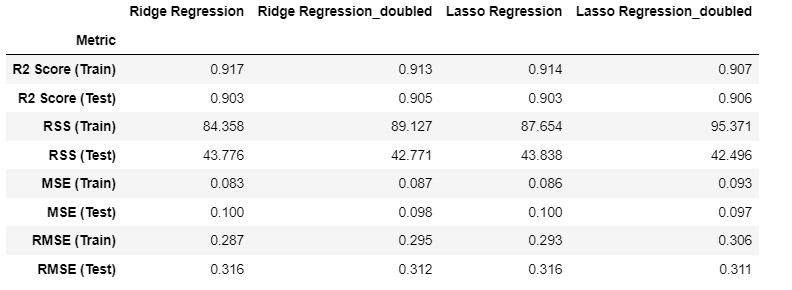 Ridge Regression Ridge Regression_doubled Lasso Regression Lasso Regression_doubled
Metric
R2 Score (Train) 0.917 0.913 0.914 0.907
R2 Score (Test) 0.903 0.905 0.903 0.906
RSS (Train) 84.358 89.127 87.654 95.371
RSS (Test) 43.776 42.771 43.838 42.496
MSE (Train) 0.083 0.087 0.086 0.093
MSE (Test) 0.100 0.098 0.100 0.097
RMSE (Train) 0.287 0.295 0.293 0.306
RMSE (Test) 0.316 0.312 0.316 0.311